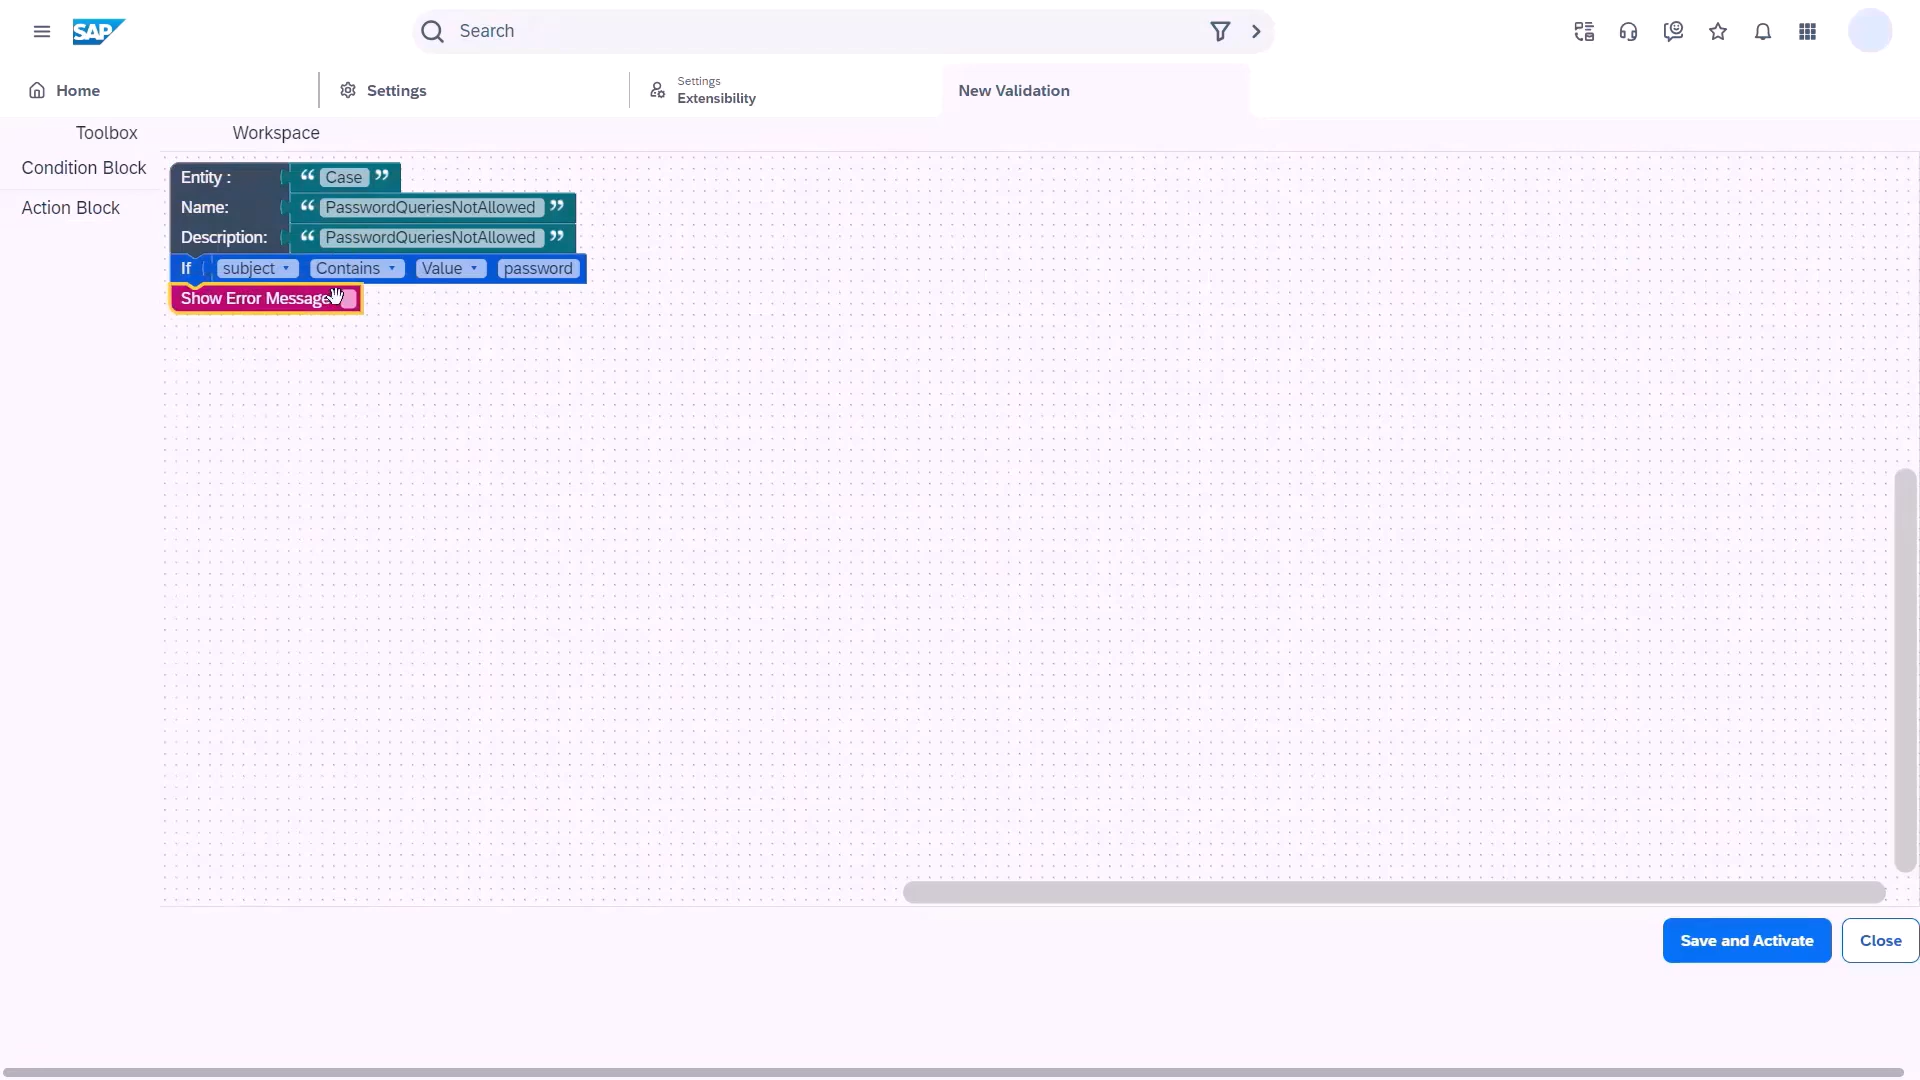 SAP
Search
Home
Settings
Settings
Extensibility
New Validation
Toolbox
Workspace
Condition Block
Action Block
Entity :
“ Case ”
Name:
“ PasswordQueriesNotAllowed ”
Description:
“ PasswordQueriesNotAllowed ”
If subject Contains Value password
Show Error Message
Save and Activate
Close